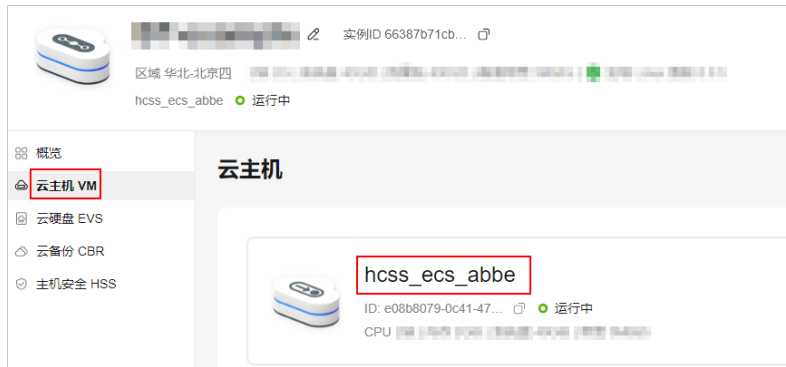 实例ID 66387b71cb...
区域 华北-北京四
hcss_ecs_abbe 运行中
概览
云主机 VM
云硬盘 EVS
云备份 CBR
主机安全 HSS
云主机
hcss_ecs_abbe
ID: e08b8079-0c41-47... 运行中
CPU